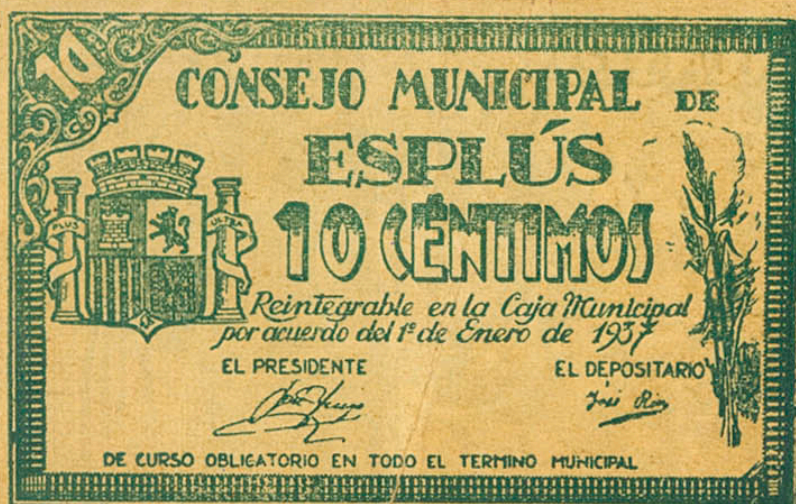 10
CONSEJO MUNICIPAL DE
ESPLÚS
10 CÉNTIMOS
PLUS ULTRA
Reintegrable en la Caja Municipal
por acuerdo del 1º de Enero de 1937
EL PRESIDENTE EL DEPOSITARIO
José
DE CURSO OBLIGATORIO EN TODO EL TERMINO MUNICIPAL